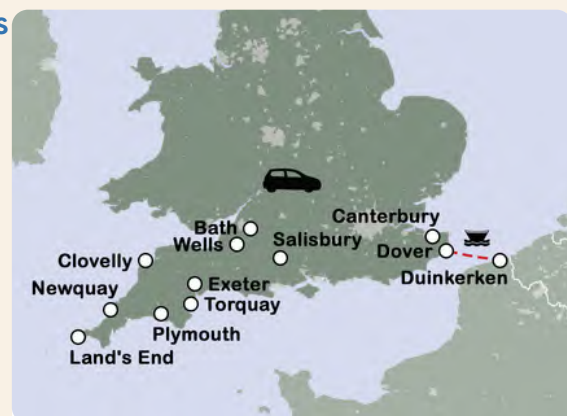 s
Canterbury
Bath
Wells
Salisbury
Dover
Duinkerken
Clovelly
Exeter
Newquay
Torquay
Plymouth
Land's End